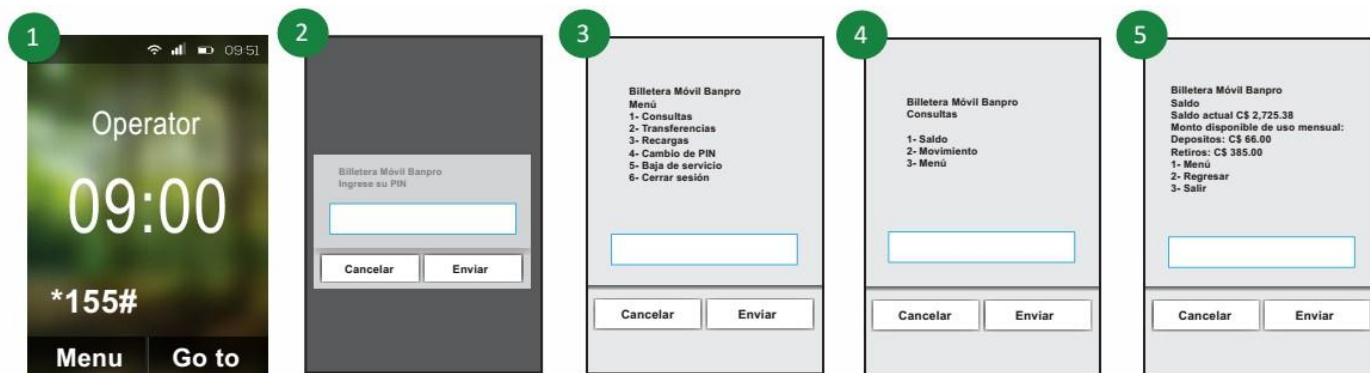 1
09:51
Operator
09:00
*155#
Menu Go to
2
Billetera Móvil Banpro
Ingrese su PIN
Cancelar Enviar
3
Billetera Móvil Banpro
Menú
1- Consultas
2- Transferencias
3- Recargas
4- Cambio de PIN
5- Baja de servicio
6- Cerrar sesión
Cancelar Enviar
4
Billetera Móvil Banpro
Consultas
1- Saldo
2- Movimiento
3- Menú
Cancelar Enviar
5
Billetera Móvil Banpro
Saldo
Saldo actual C$ 2,725.38
Monto disponible de uso mensual:
Depositos: C$ 66.00
Retiros: C$ 385.00
1- Menú
2- Regresar
3- Salir
Cancelar Enviar